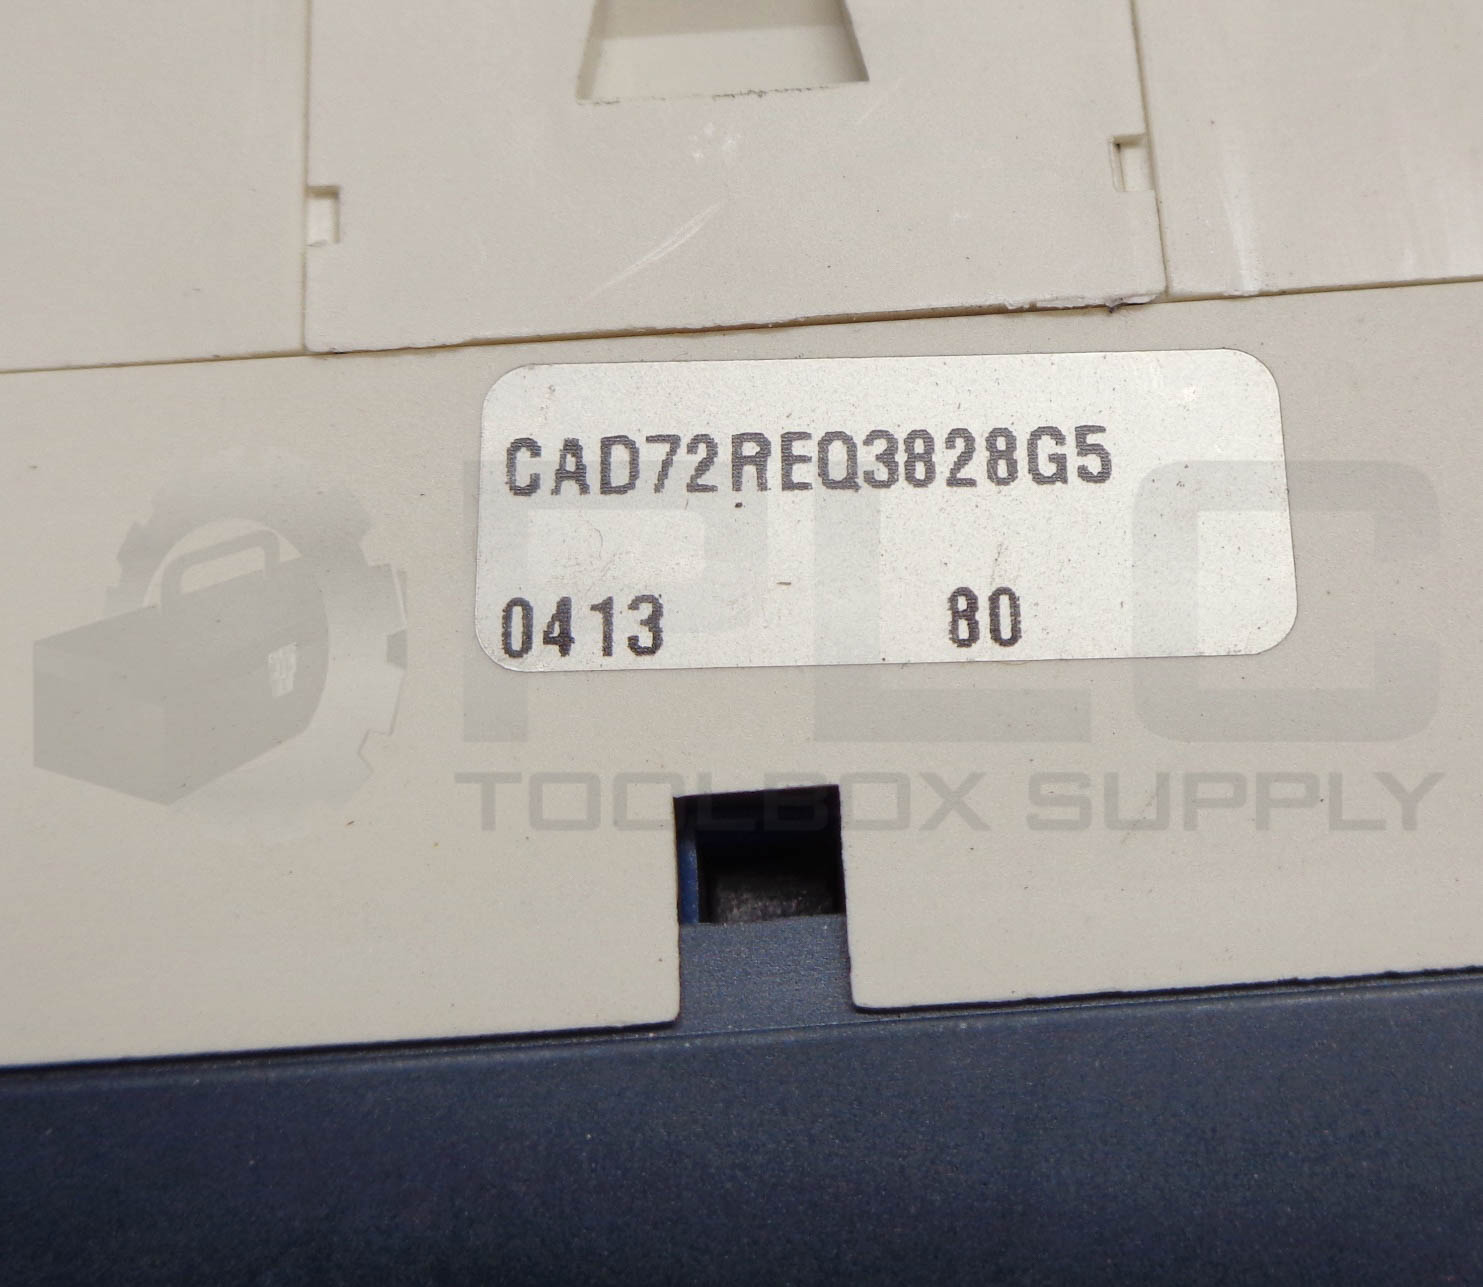 CAD72REQ3828G5
0413 80
PLC
TOOLBOX SUPPLY